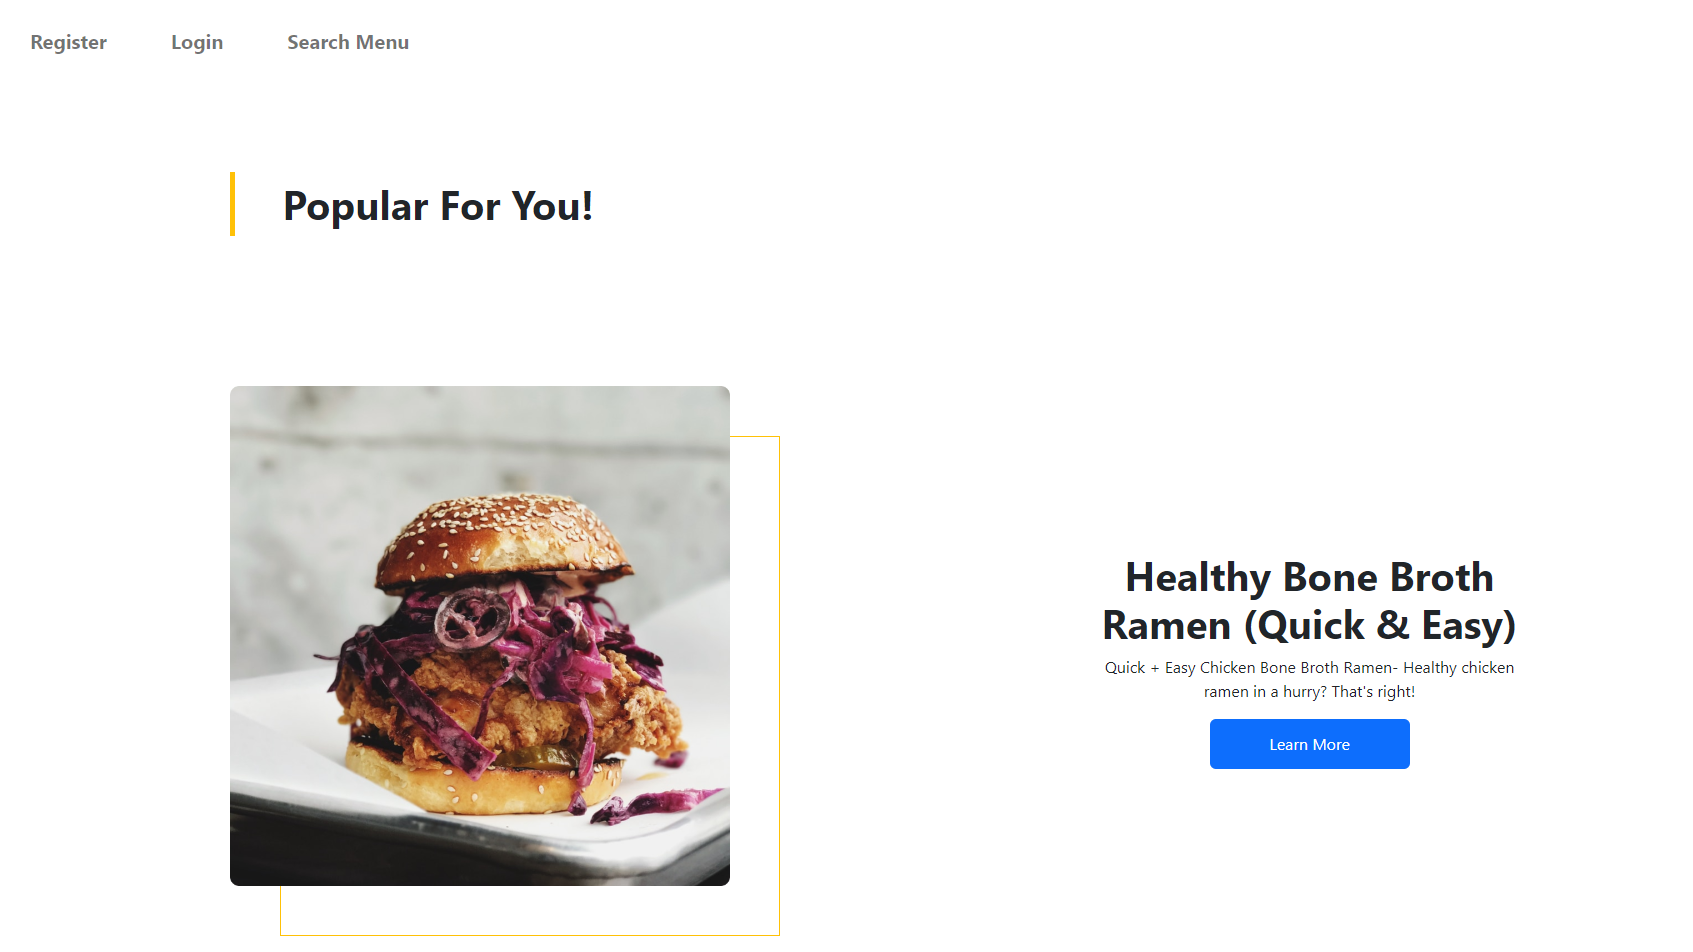 Register Login Search Menu
Popular For You!
Healthy Bone Broth
Ramen (Quick & Easy)
Quick + Easy Chicken Bone Broth Ramen- Healthy chicken
ramen in a hurry? That's right!
Learn More